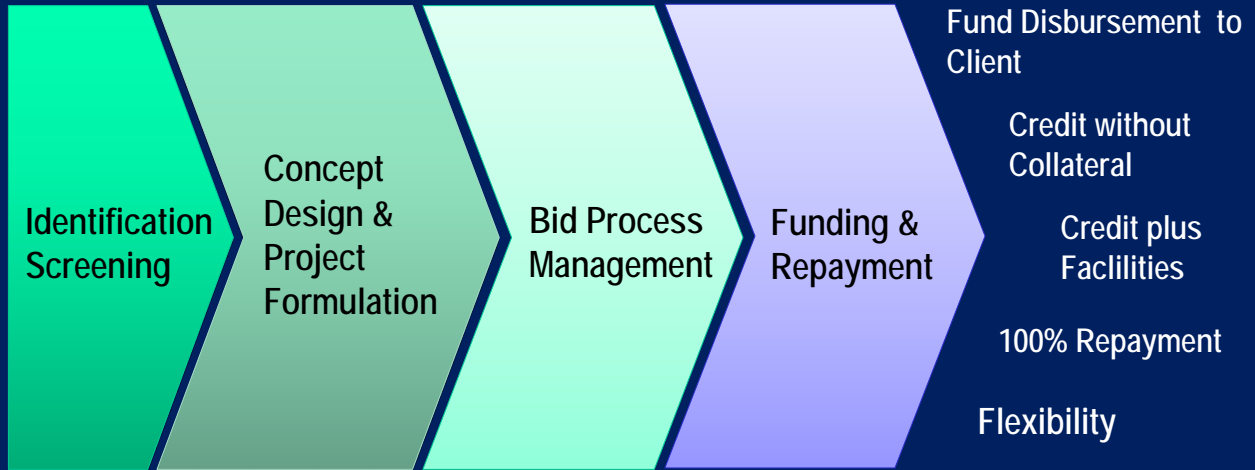 Identification
Screening
Concept
Design &
Project
Formulation
Bid Process
Management
Funding &
Repayment
Fund Disbursement to
Client
Credit without
Collateral
Credit plus
Faclilities
100% Repayment
Flexibility